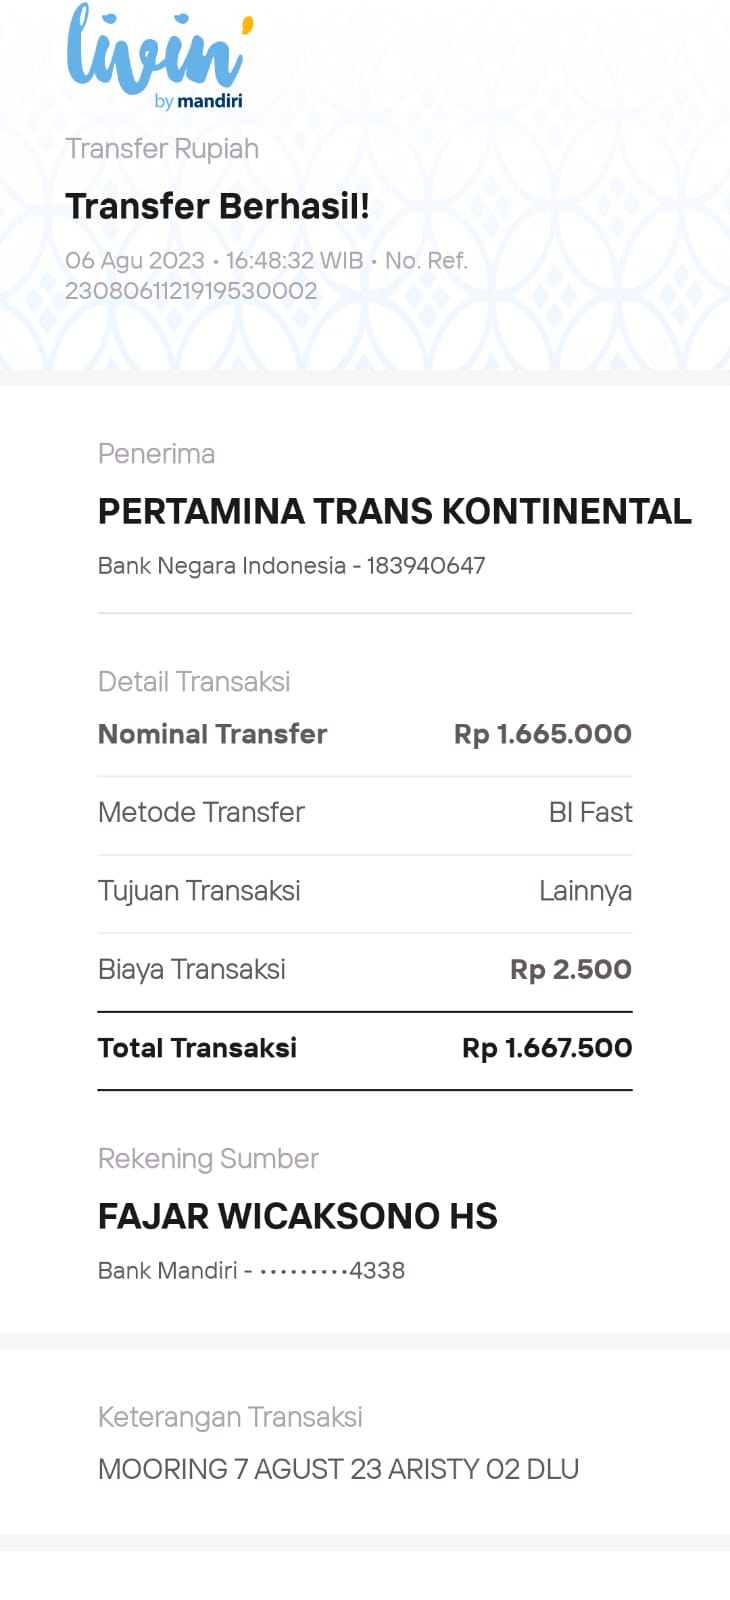 livin'
by mandiri
Transfer Rupiah
Transfer Berhasil!
06 Agu 2023 • 16:48:32 WIB • No. Ref.
2308061121919530002
Penerima
PERTAMINA TRANS KONTINENTAL
Bank Negara Indonesia - 183940647
Detail Transaksi
Nominal Transfer Rp 1.665.000
Metode Transfer BI Fast
Tujuan Transaksi Lainnya
Biaya Transaksi Rp 2.500
Total Transaksi Rp 1.667.500
Rekening Sumber
FAJAR WICAKSONO HS
Bank Mandiri - •••••••••4338
Keterangan Transaksi
MOORING 7 AGUST 23 ARISTY 02 DLU